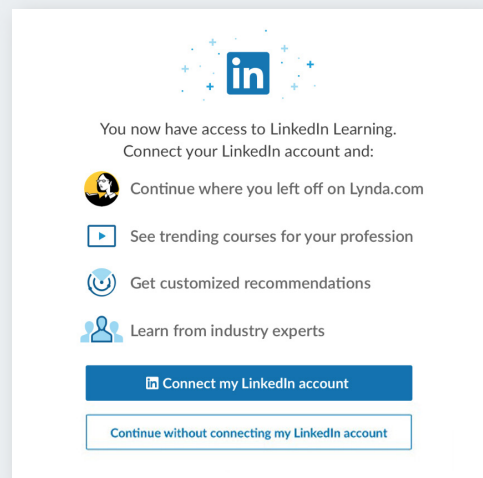 in
You now have access to LinkedIn Learning.
Connect your LinkedIn account and:
Continue where you left off on Lynda.com
See trending courses for your profession
Get customized recommendations
Learn from industry experts
in Connect my LinkedIn account
Continue without connecting my LinkedIn account